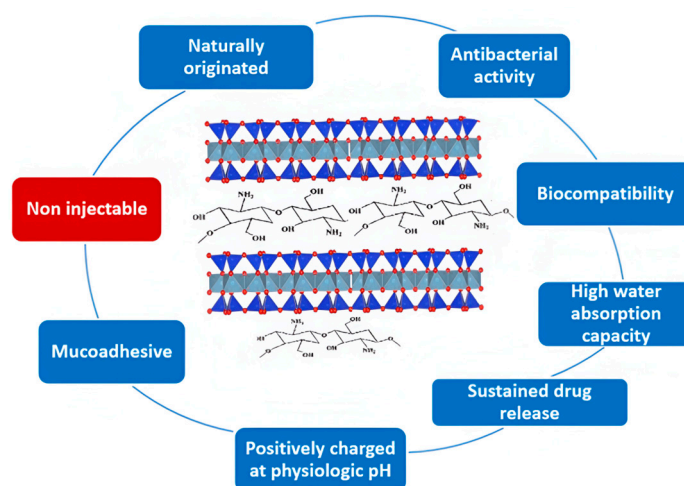 Naturally
originated
Antibacterial
activity
Non injectable
Biocompatibility
High water
absorption
capacity
Mucoadhesive
Sustained drug
release
Positively charged
at physiologic pH
NH₂
OH
NH₂
OH
OH
O
O
O
O
OH
OH
NH₂
OH
OH
NH₂
OH
OH
NH₂
O
O
OH
OH
NH₂